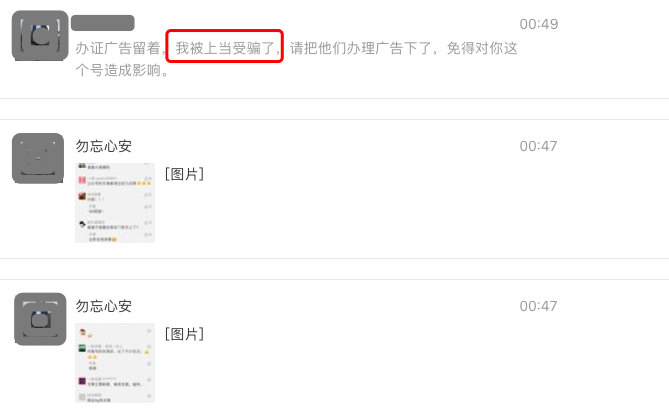 00:49
办证广告留着，我被上当受骗了，请把他们办理广告下了，免得对你这
个号造成影响。
勿忘心安
00:47
[图片]
勿忘心安
00:47
[图片]